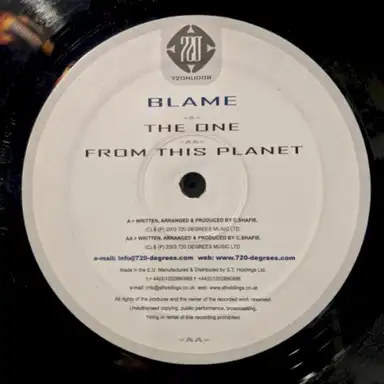 720
720NU008
BLAME
-A-
THE ONE
-AA-
FROM THIS PLANET
A > WRITTEN, ARRANGED & PRODUCED BY C.SHAFIE.
(C) & (P) 2003 720 DEGREES MUSIC LTD.
AA > WRITTEN, ARRANGED & PRODUCED BY C.SHAFIE.
(C) & (P) 2003 720 DEGREES MUSIC LTD.
e-mail: info@720-degrees.com web: www.720-degrees.com
Made in the E.U. Manufactured & Distributed by S.T. Holdings Ltd.
e-mail: info@stholdings.co.uk web: www.stholdings.co.uk
All rights of the producer and the owner of the recorded work reserved.
Unauthorised copying, public performance, broadcasting,
hiring or rental of this recording prohibited.
-AA-